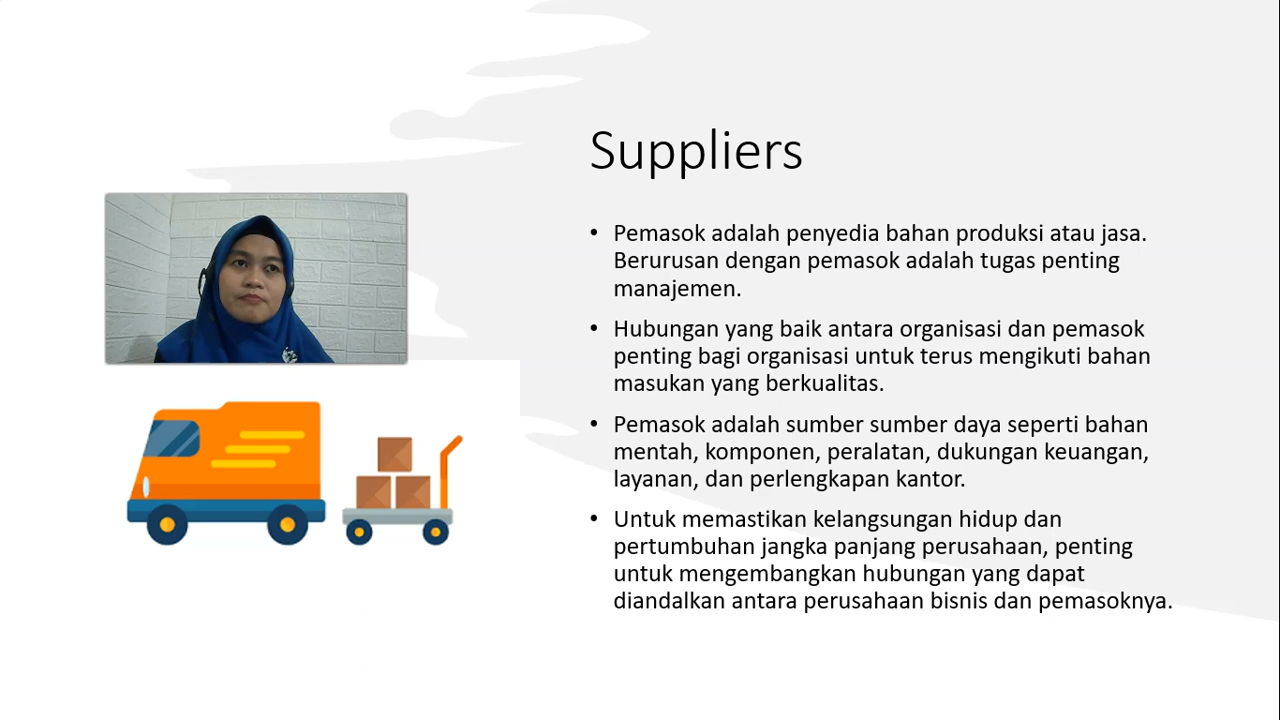 Suppliers
• Pemasok adalah penyedia bahan produksi atau jasa.
Berurusan dengan pemasok adalah tugas penting
manajemen.
• Hubungan yang baik antara organisasi dan pemasok
penting bagi organisasi untuk terus mengikuti bahan
masukan yang berkualitas.
• Pemasok adalah sumber sumber daya seperti bahan
mentah, komponen, peralatan, dukungan keuangan,
layanan, dan perlengkapan kantor.
• Untuk memastikan kelangsungan hidup dan
pertumbuhan jangka panjang perusahaan, penting
untuk mengembangkan hubungan yang dapat
diandalkan antara perusahaan bisnis dan pemasoknya.